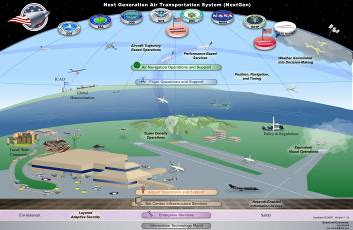 Next Generation Air Transportation System (NextGen)
Aircraft Trajectory-
Based Operations
Performance-Based
Services
Weather Assimilated
into Decision-Making
Air Navigation Operations and Support
Position, Navigation,
and Timing
ICAO
Global
Harmonization
Flight Operations and Support
Super Density
Operations
Policy & Regulations
Local, State
Equivalent
Visual Operations
Airport Operations and Support
Net-Centric Infrastructure Services
Network-Enabled
Information Access
Environment
Layered
Adaptive Security
Enterprise Services
Safety
Information Technology Mgmt